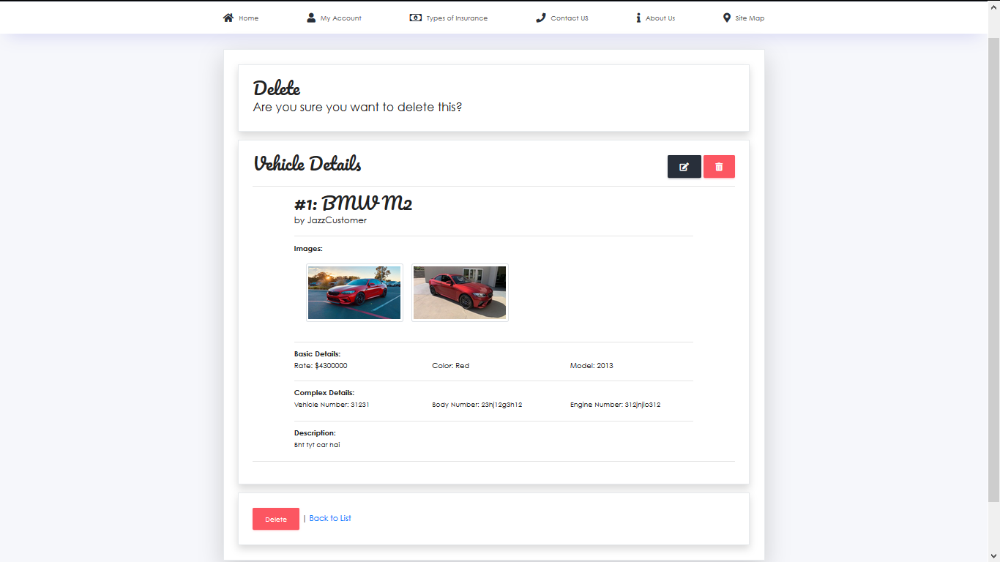 Home My Account Types of Insurance Contact US About Us Site Map
Delete
Are you sure you want to delete this?
Vehicle Details
#1: BMW M2
by JazzCustomer
Images:
Basic Details:
Rate: $4300000 Color: Red Model: 2013
Complex Details:
Vehicle Number: 31231 Body Number: 23hj12g3h12 Engine Number: 312jnjio312
Description:
Bht tyt car hai
Delete | Back to List